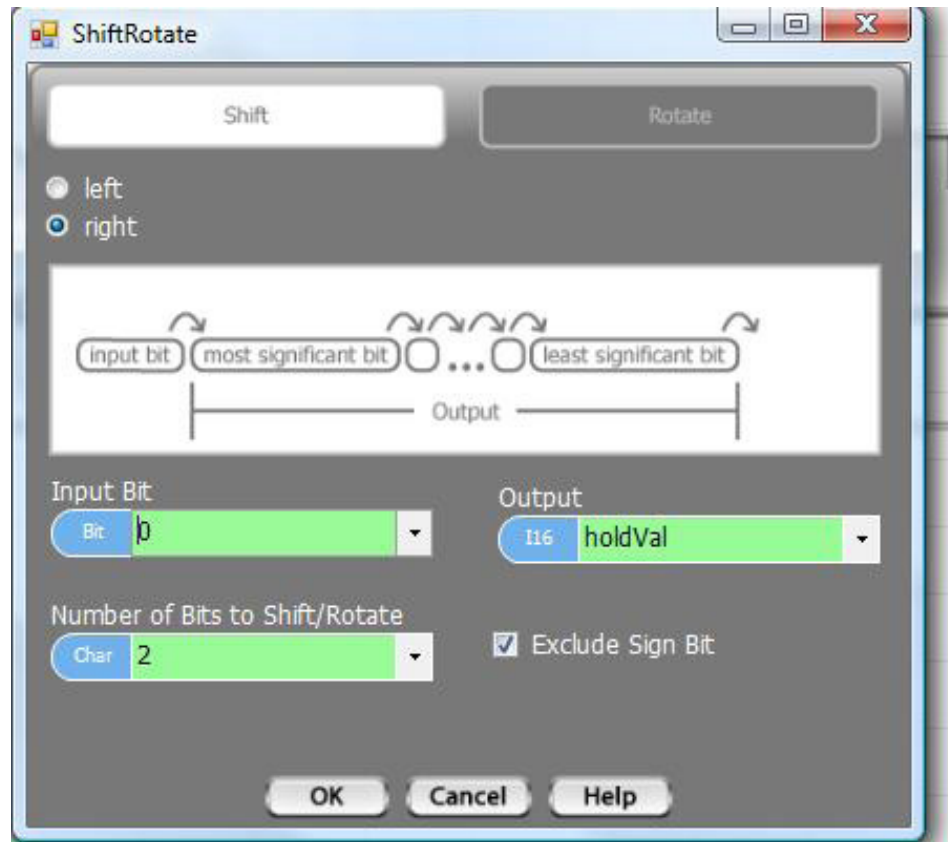 ShiftRotate
Shift Rotate
left
right
input bit most significant bit ... least significant bit
Output
Input Bit Output
Bit 0 I16 holdVal
Number of Bits to Shift/Rotate
Char 2 Exclude Sign Bit
OK Cancel Help